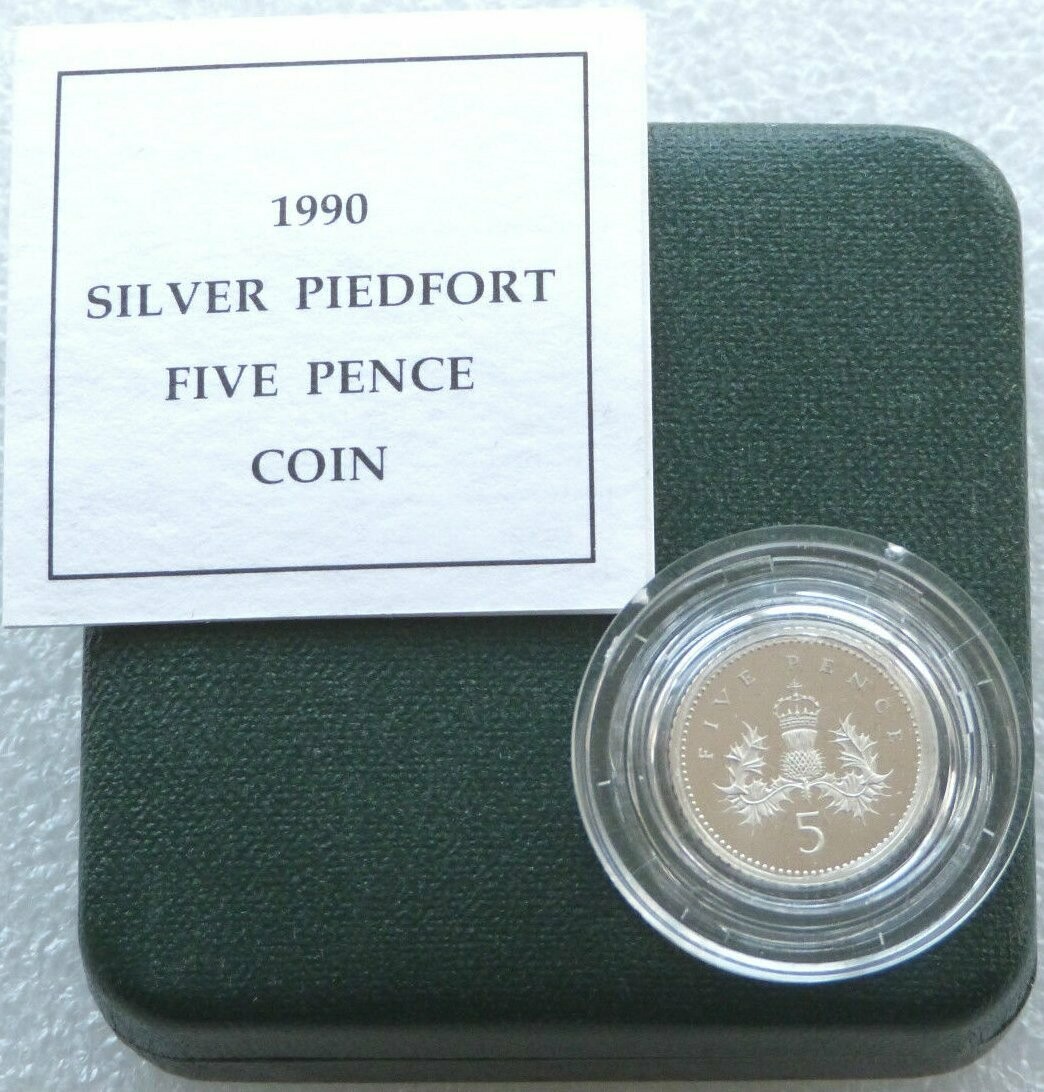 1990
SILVER PIEDFORT
FIVE PENCE
COIN
FIVE PENCE
5